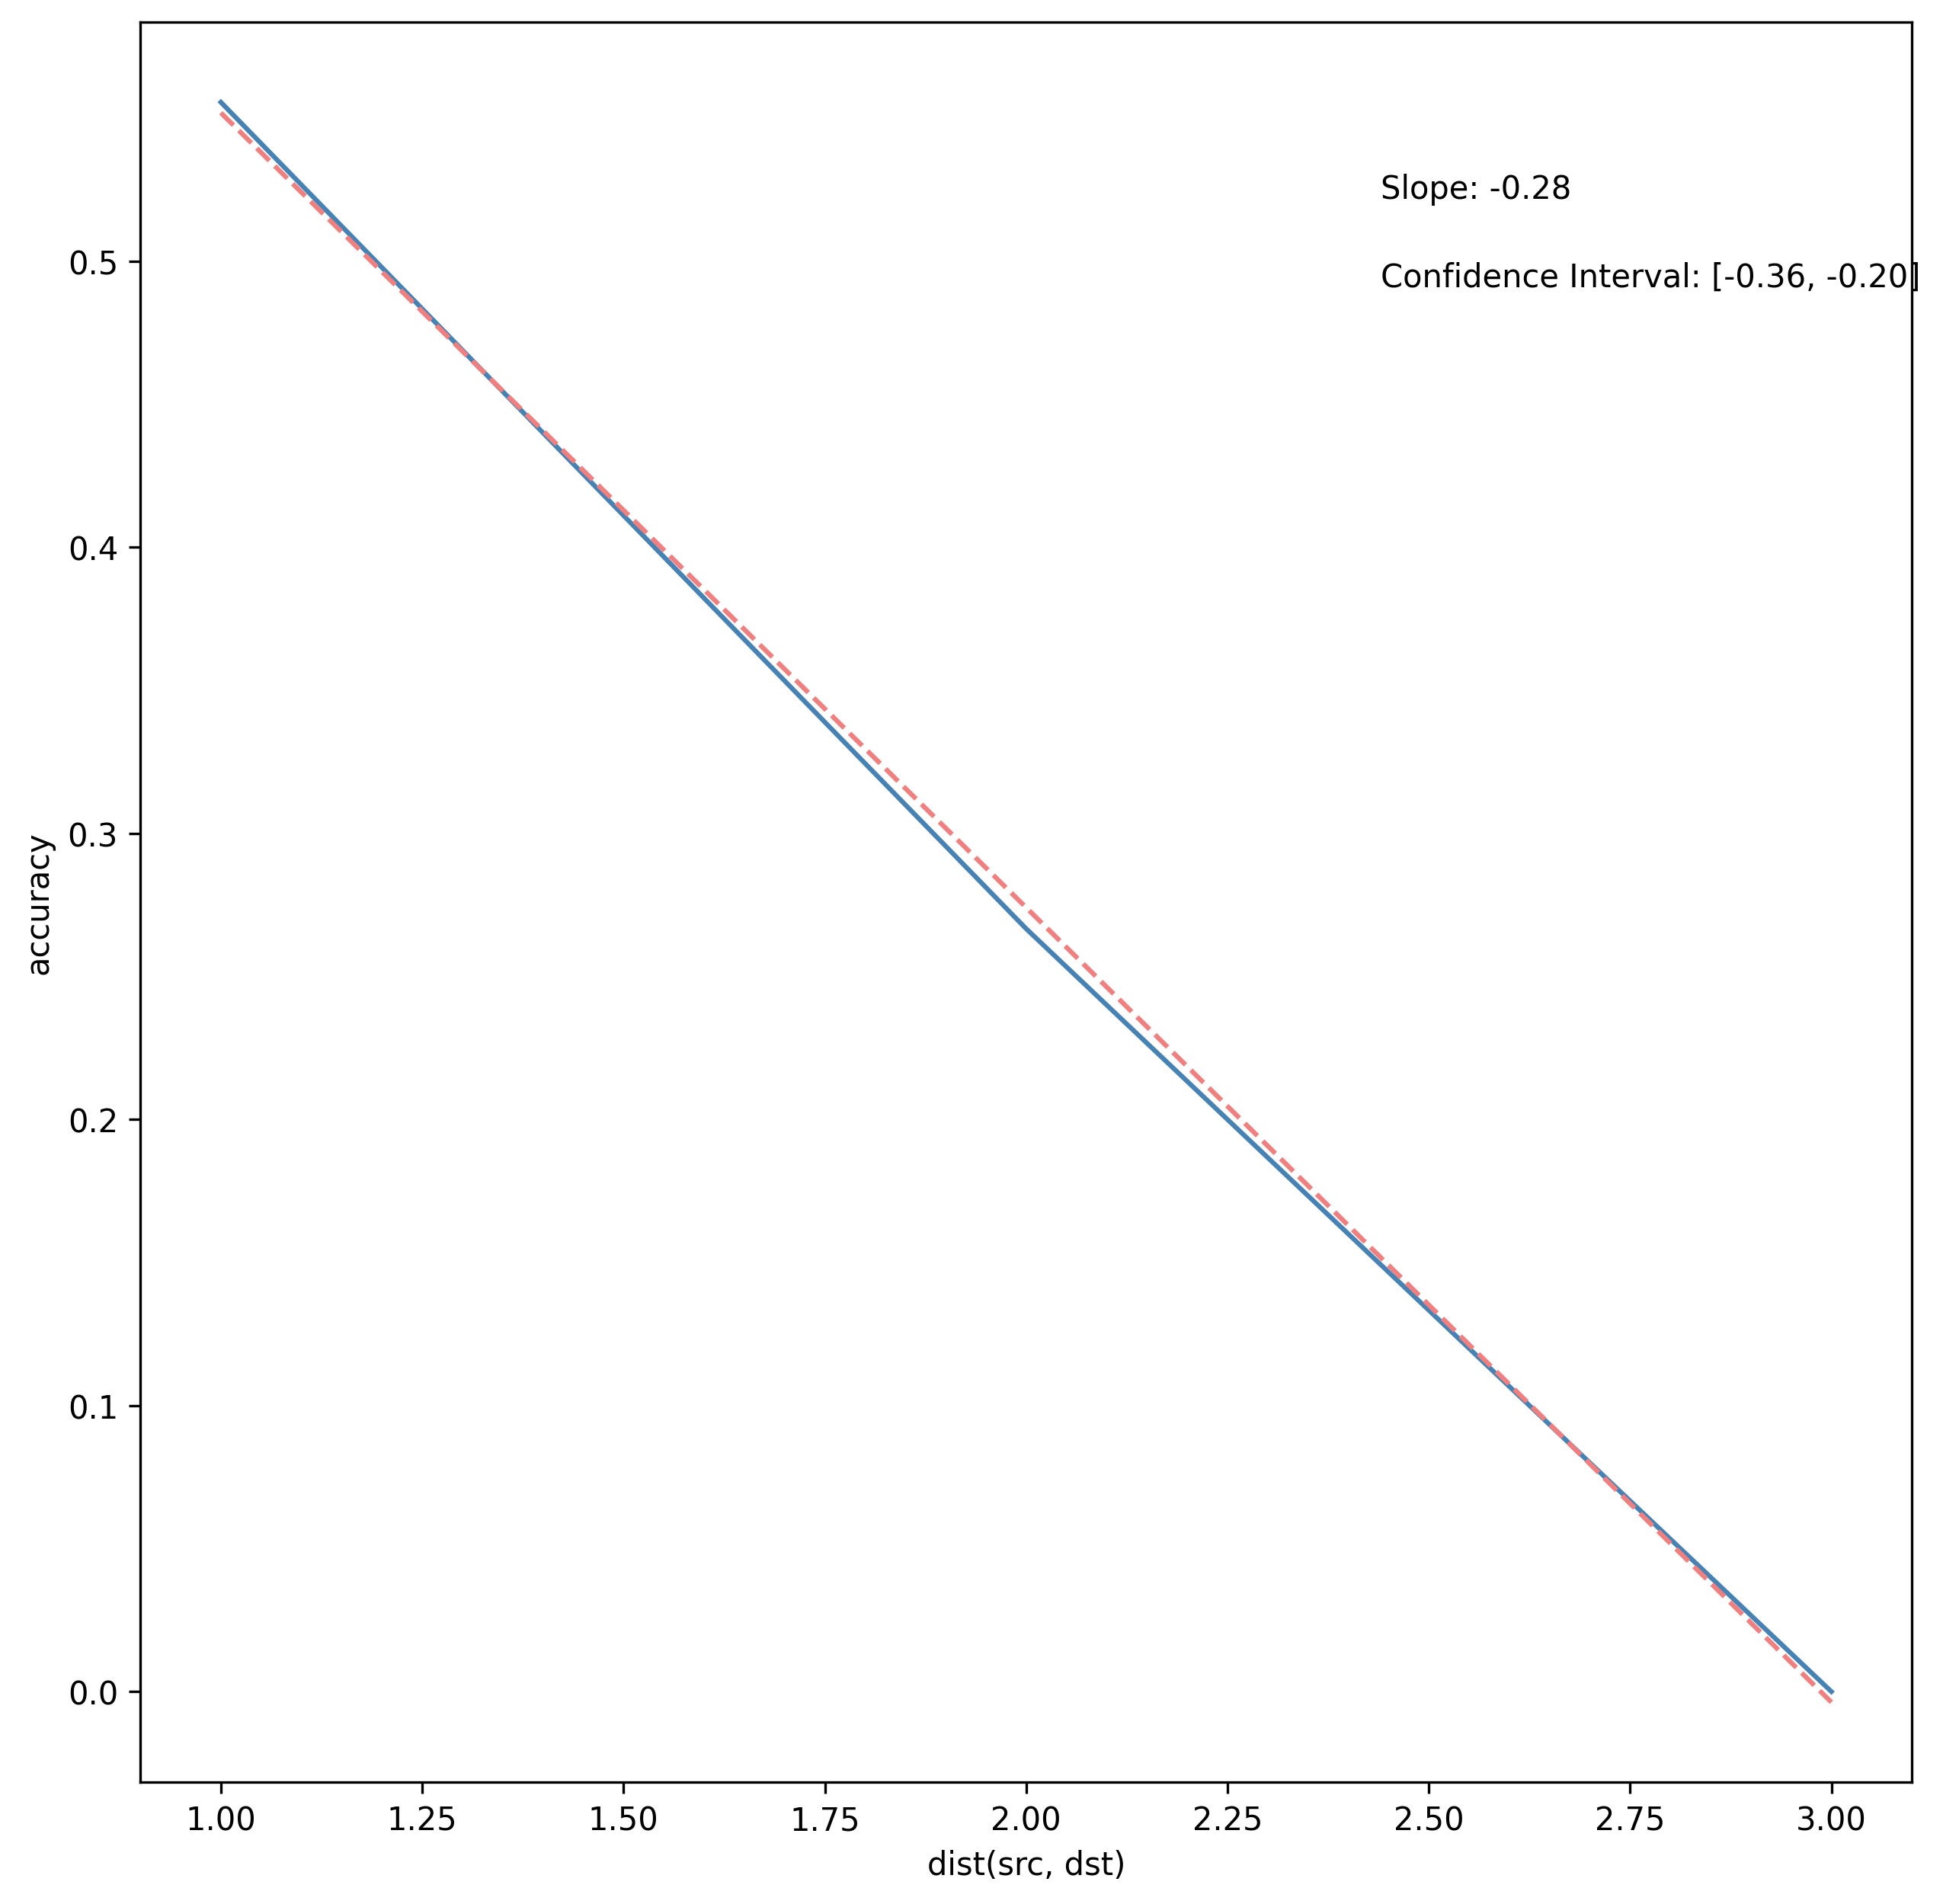 Slope: -0.28
Confidence Interval: [-0.36, -0.20]
0.5
0.4
0.3
0.2
0.1
0.0
accuracy
1.00 1.25 1.50 1.75 2.00 2.25 2.50 2.75 3.00
dist(src, dst)